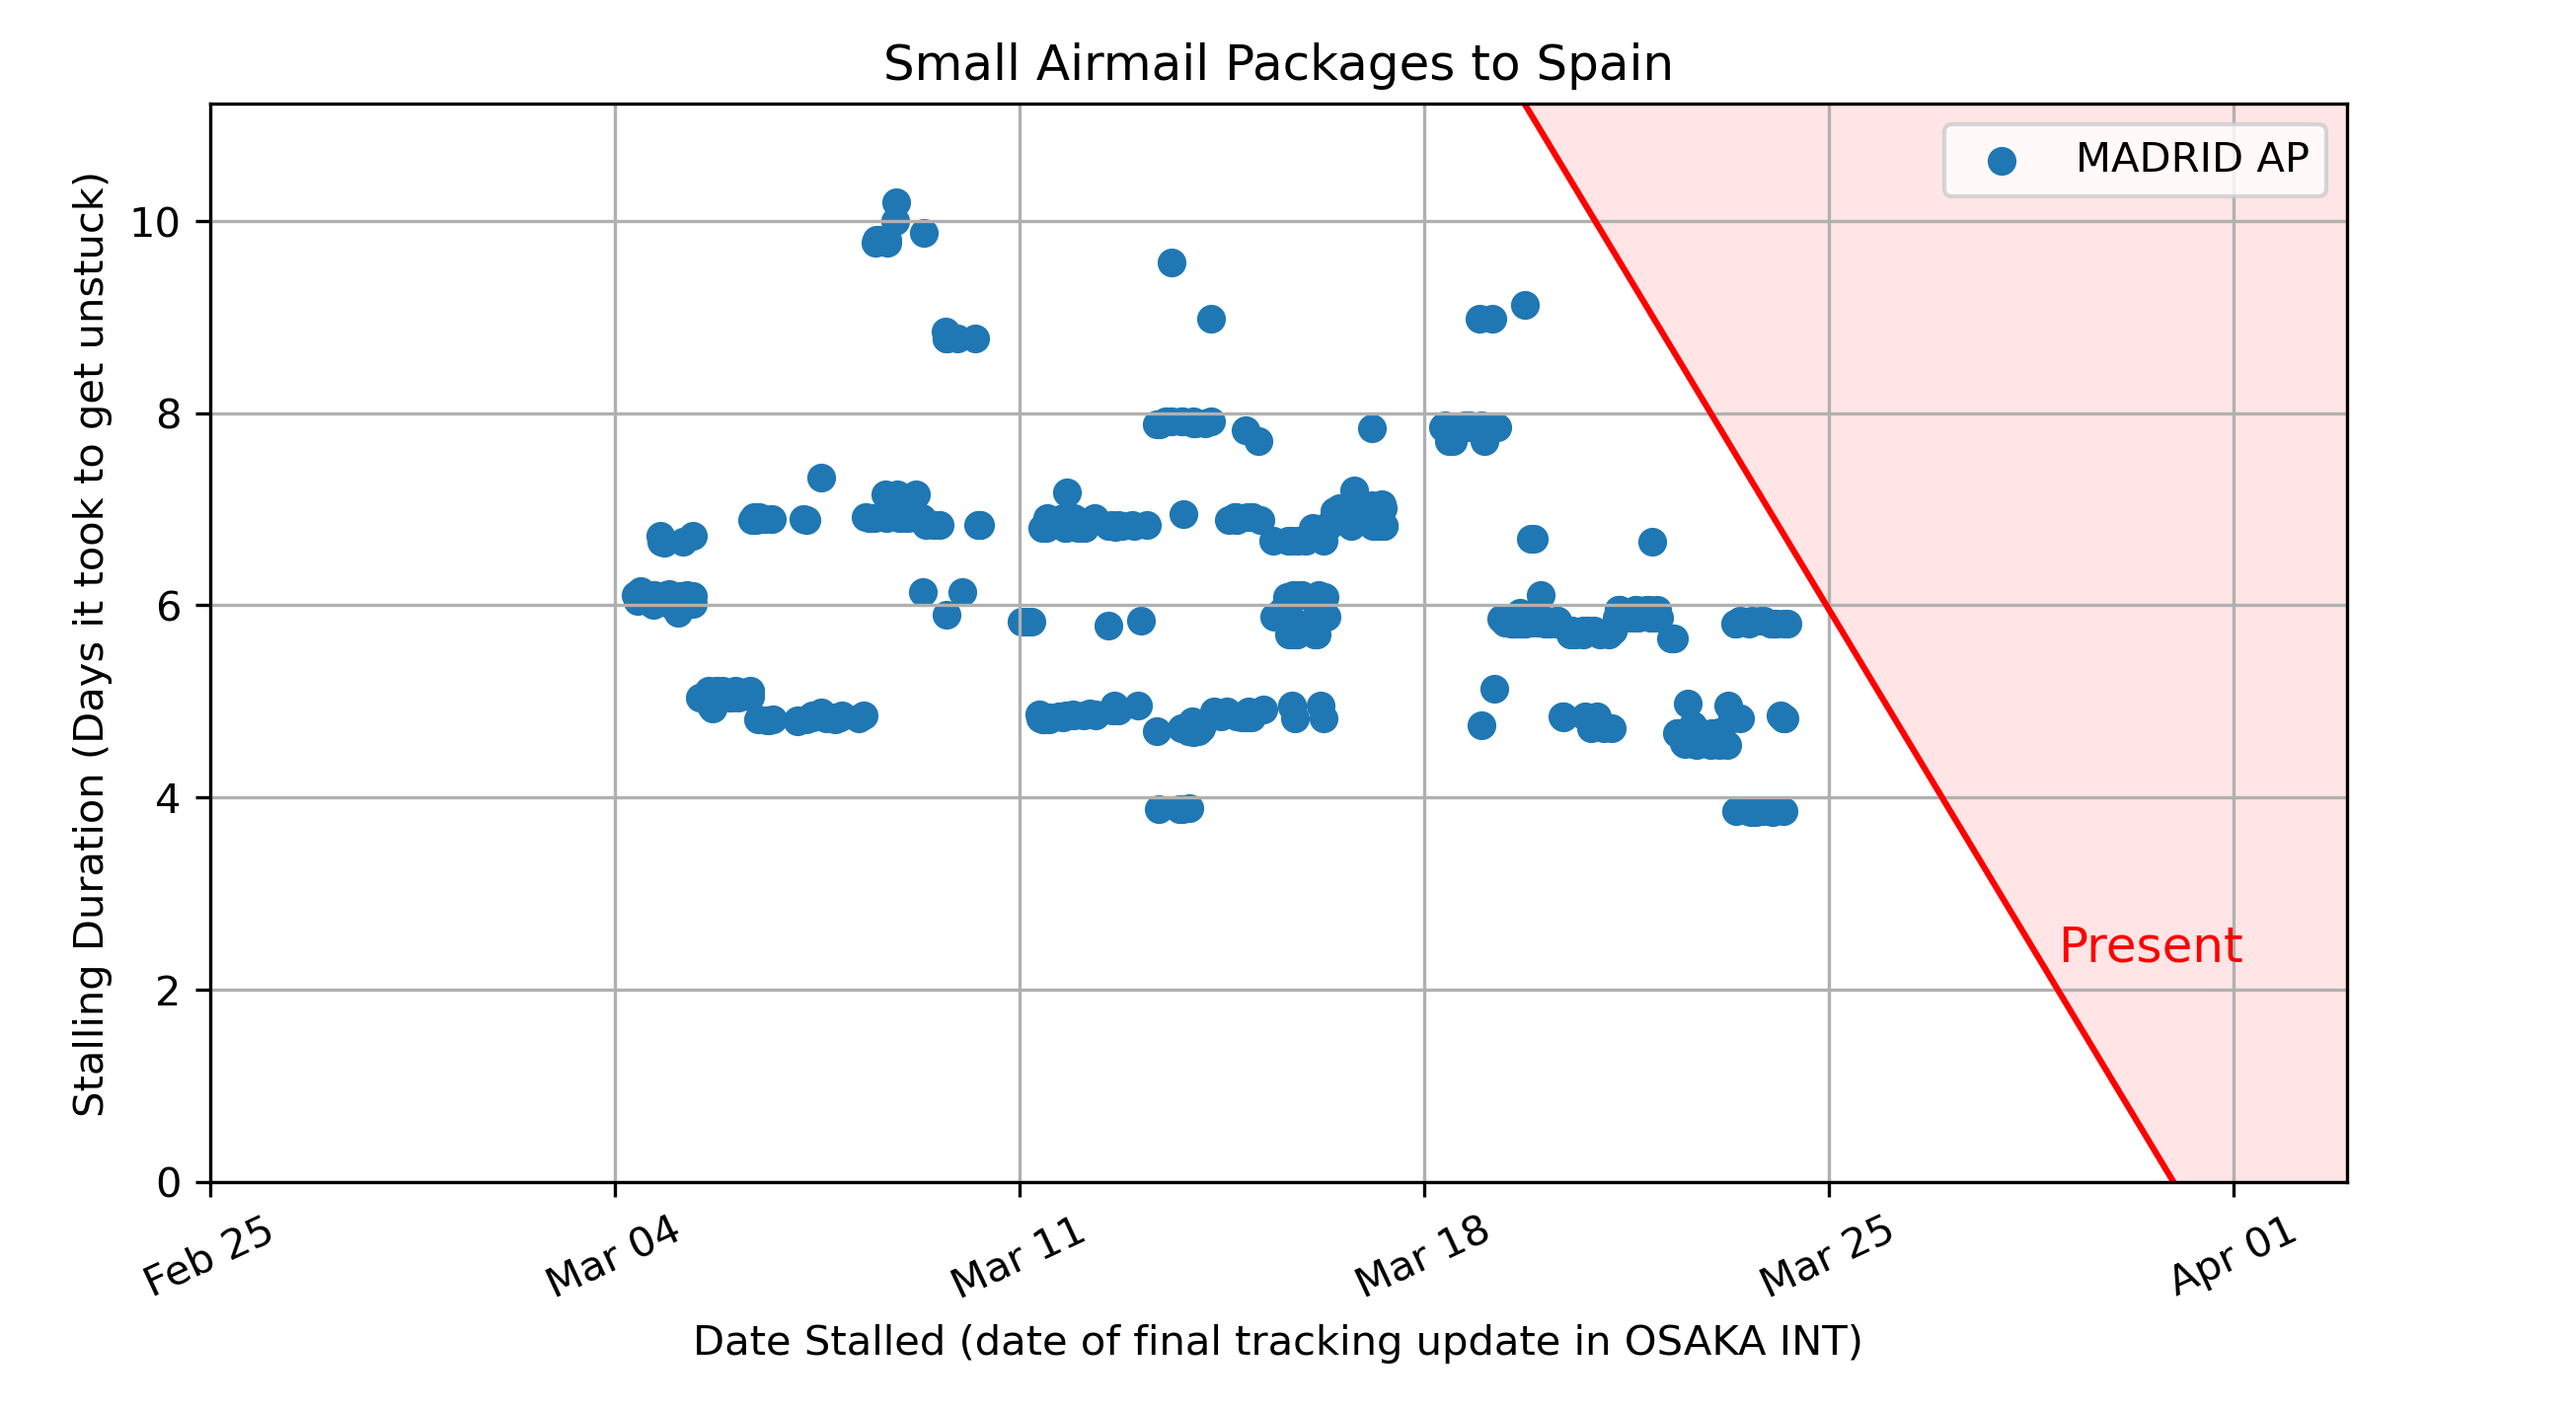 Small Airmail Packages to Spain
MADRID AP
Stalling Duration (Days it took to get unstuck)
10
8
6
4
2
0
Present
Feb 25
Mar 04
Mar 11
Mar 18
Mar 25
Apr 01
Date Stalled (date of final tracking update in OSAKA INT)